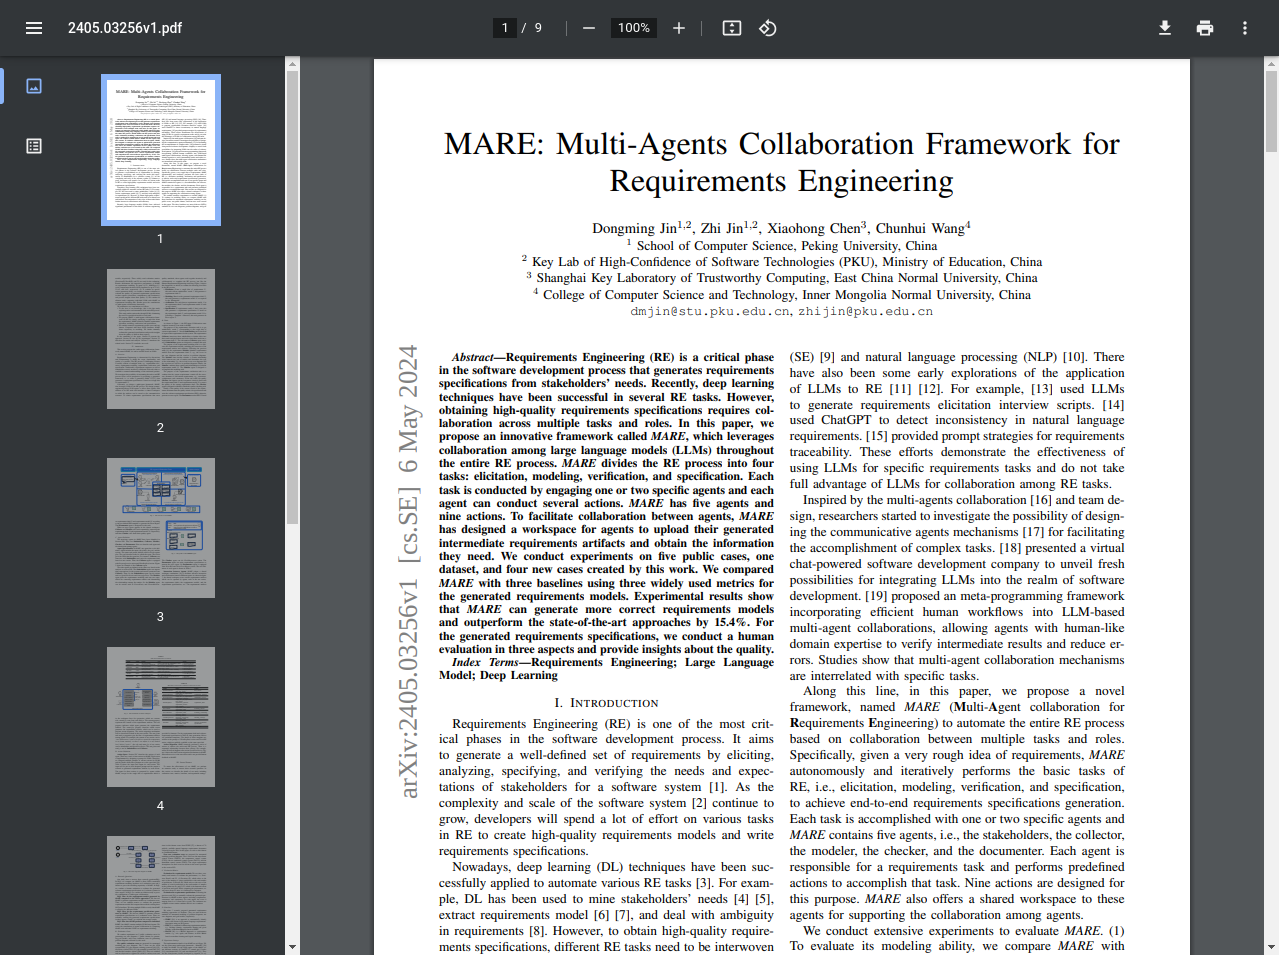 2405.03256v1.pdf
1 / 9
100%
1
2
3
4
MARE: Multi-Agents Collaboration Framework for
Requirements Engineering
Dongming Jin1,2, Zhi Jin1,2, Xiaohong Chen3, Chunhui Wang4
1 School of Computer Science, Peking University, China
2 Key Lab of High-Confidence of Software Technologies (PKU), Ministry of Education, China
3 Shanghai Key Laboratory of Trustworthy Computing, East China Normal University, China
4 College of Computer Science and Technology, Inner Mongolia Normal University, China
dmjin@stu.pku.edu.cn, zhijin@pku.edu.cn
arXiv:2405.03256v1 [cs.SE] 6 May 2024
Abstract—Requirements Engineering (RE) is a critical phase
in the software development process that generates requirements
specifications from stakeholders' needs. Recently, deep learning
techniques have been successful in several RE tasks. However,
obtaining high-quality requirements specifications requires col-
laboration across multiple tasks and roles. In this paper, we
propose an innovative framework called MARE, which leverages
collaboration among large language models (LLMs) throughout
the entire RE process. MARE divides the RE process into four
tasks: elicitation, modeling, verification, and specification. Each
task is conducted by engaging one or two specific agents and each
agent can conduct several actions. MARE has five agents and
nine actions. To facilitate collaboration between agents, MARE
has designed a workspace for agents to upload their generated
intermediate requirements artifacts and obtain the information
they need. We conduct experiments on five public cases, one
dataset, and four new cases created by this work. We compared
MARE with three baselines using three widely used metrics for
the generated requirements models. Experimental results show
that MARE can generate more correct requirements models
and outperform the state-of-the-art approaches by 15.4%. For
the generated requirements specifications, we conduct a human
evaluation in three aspects and provide insights about the quality.
Index Terms—Requirements Engineering; Large Language
Model; Deep Learning
I. Introduction
Requirements Engineering (RE) is one of the most crit-
ical phases in the software development process. It aims
to generate a well-defined set of requirements by eliciting,
analyzing, specifying, and verifying the needs and expec-
tations of stakeholders for a software system [1]. As the
complexity and scale of the software system [2] continue to
grow, developers will spend a lot of effort on various tasks
in RE to create high-quality requirements models and write
requirements specifications.
Nowadays, deep learning (DL) techniques have been suc-
cessfully applied to automate various RE tasks [3]. For exam-
ple, DL has been used to mine stakeholders' needs [4] [5],
extract requirements model [6] [7], and deal with ambiguity
in requirements [8]. However, to obtain high-quality require-
ments specifications, different RE tasks need to be interwoven
(SE) [9] and natural language processing (NLP) [10]. There
have also been some early explorations of the application
of LLMs to RE [11] [12]. For example, [13] used LLMs
to generate requirements elicitation interview scripts. [14]
used ChatGPT to detect inconsistency in natural language
requirements. [15] provided prompt strategies for requirements
traceability. These efforts demonstrate the effectiveness of
using LLMs for specific requirements tasks and do not take
full advantage of LLMs for collaboration among RE tasks.
Inspired by the multi-agents collaboration [16] and team de-
sign, researchers started to investigate the possibility of design-
ing the communicative agents mechanisms [17] for facilitating
the accomplishment of complex tasks. [18] presented a virtual
chat-powered software development company to unveil fresh
possibilities for integrating LLMs into the realm of software
development. [19] proposed an meta-programming framework
incorporating efficient human workflows into LLM-based
multi-agent collaborations, allowing agents with human-like
domain expertise to verify intermediate results and reduce er-
rors. Studies show that multi-agent collaboration mechanisms
are interrelated with specific tasks.
Along this line, in this paper, we propose a novel
framework, named MARE (Multi-Agent collaboration for
Requirements Engineering) to automate the entire RE process
based on collaboration between multiple tasks and roles.
Specifically, given a very rough idea of requirements, MARE
autonomously and iteratively performs the basic tasks of
RE, i.e., elicitation, modeling, verification, and specification,
to achieve end-to-end requirements specifications generation.
Each task is accomplished with one or two specific agents and
MARE contains five agents, i.e., the stakeholders, the collector,
the modeler, the checker, and the documenter. Each agent is
responsible for a requirements task and performs predefined
actions to accomplish that task. Nine actions are designed for
this purpose. MARE also offers a shared workspace to these
agents for supporting the collaboration among agents.
We conduct extensive experiments to evaluate MARE. (1)
To evaluate its modeling ability, we compare MARE with